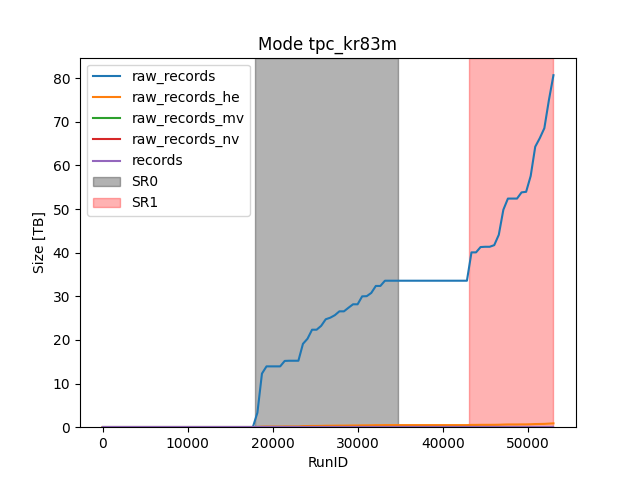 Mode tpc_kr83m
raw_records
raw_records_he
raw_records_mv
raw_records_nv
records
SR0
SR1
Size [TB]
80
70
60
50
40
30
20
10
0
0 10000 20000 30000 40000 50000
RunID